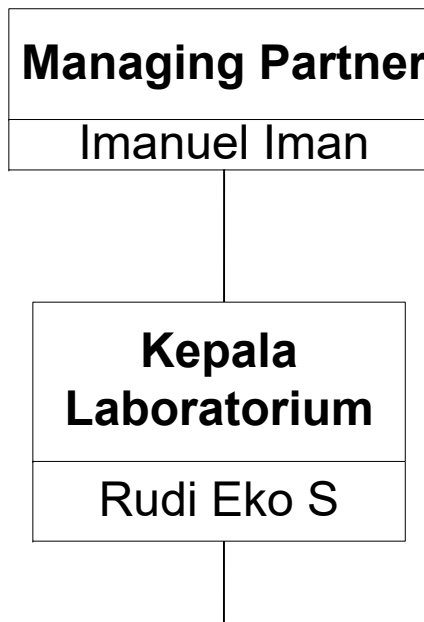 Managing Partner
Imanuel Iman
Kepala
Laboratorium
Rudi Eko S